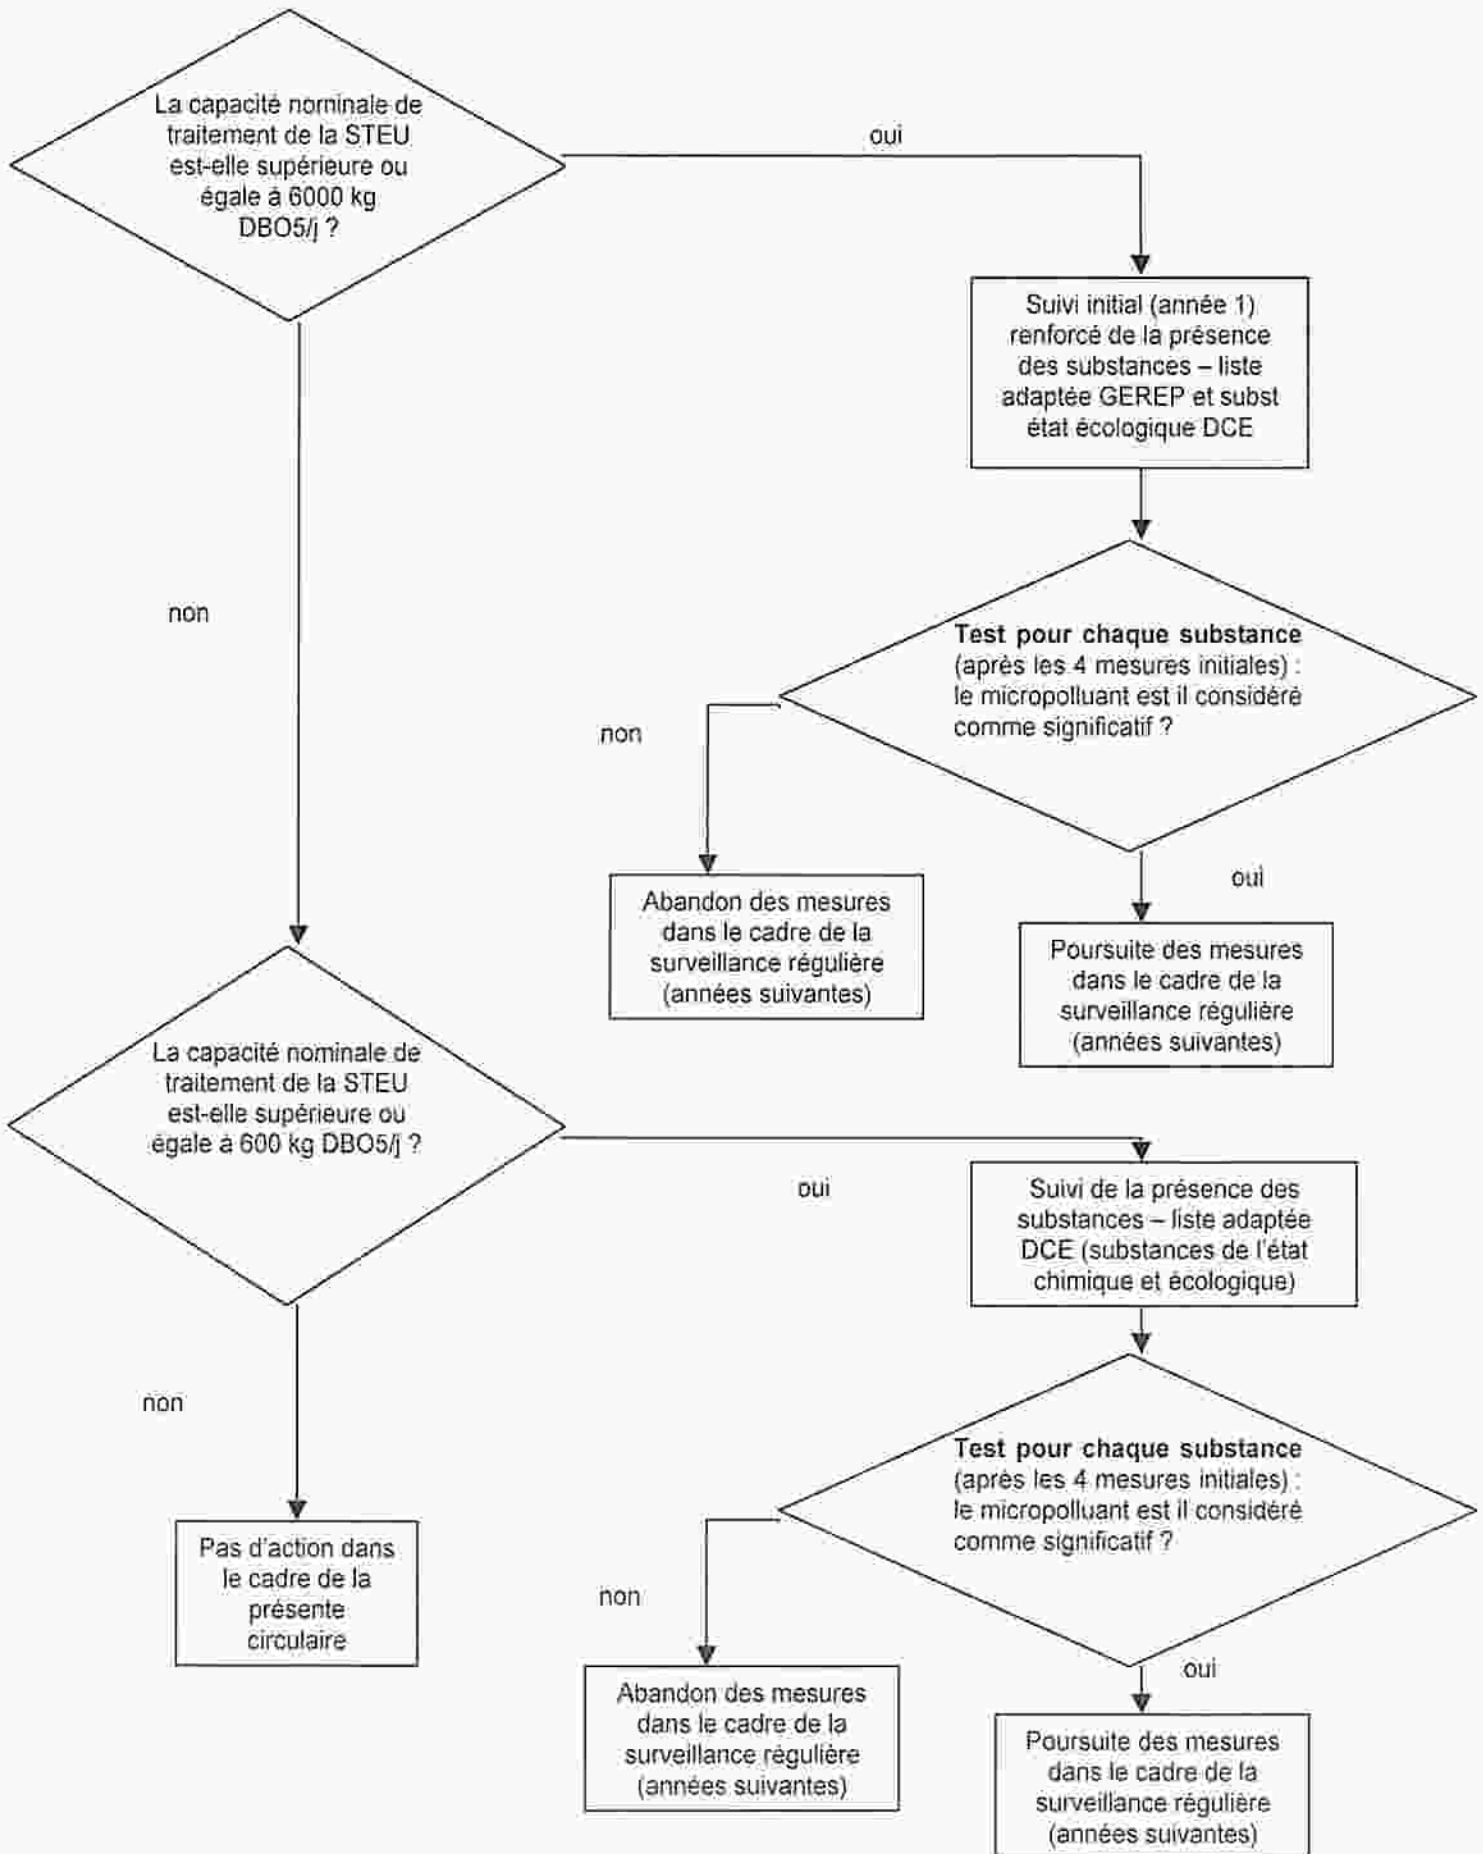 La capacité nominale de
traitement de la STEU
est-elle supérieure ou
égale à 6000 kg
DBO5/j ?
oui
Suivi initial (année 1)
renforcé de la présence
des substances – liste
adaptée GEREP et subst
état écologique DCE
non
Test pour chaque substance
(après les 4 mesures initiales) :
le micropolluant est il considéré
comme significatif ?
non
oui
Abandon des mesures
dans le cadre de la
surveillance régulière
(années suivantes)
Poursuite des mesures
dans le cadre de la
surveillance régulière
(années suivantes)
La capacité nominale de
traitement de la STEU
est-elle supérieure ou
égale à 600 kg DBO5/j ?
oui
Suivi de la présence des
substances – liste adaptée
DCE (substances de l'état
chimique et écologique)
non
Test pour chaque substance
(après les 4 mesures initiales) :
le micropolluant est il considéré
comme significatif ?
Pas d'action dans
le cadre de la
présente
circulaire
non
oui
Abandon des mesures
dans le cadre de la
surveillance régulière
(années suivantes)
Poursuite des mesures
dans le cadre de la
surveillance régulière
(années suivantes)